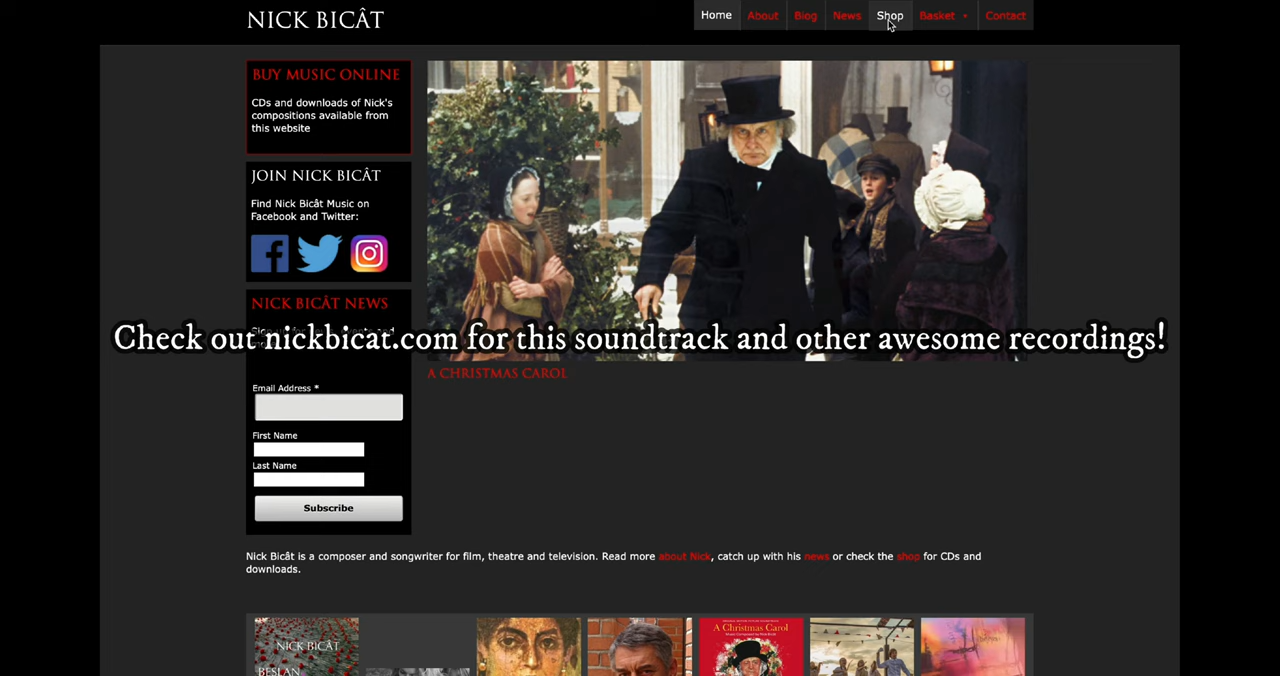 NICK BICÂT
Home About Blog News Shop Basket Contact
BUY MUSIC ONLINE
CDs and downloads of Nick's
compositions available from
this website
JOIN NICK BICÂT
Find Nick Bicât Music on
Facebook and Twitter:
NICK BICÂT NEWS
Check out nickbicat.com for this soundtrack and other awesome recordings!
A CHRISTMAS CAROL
Email Address *
First Name
Last Name
Subscribe
Nick Bicât is a composer and songwriter for film, theatre and television. Read more about Nick, catch up with his news or check the shop for CDs and
downloads.
NICK BICÂT
BESLAN
A Christmas Carol